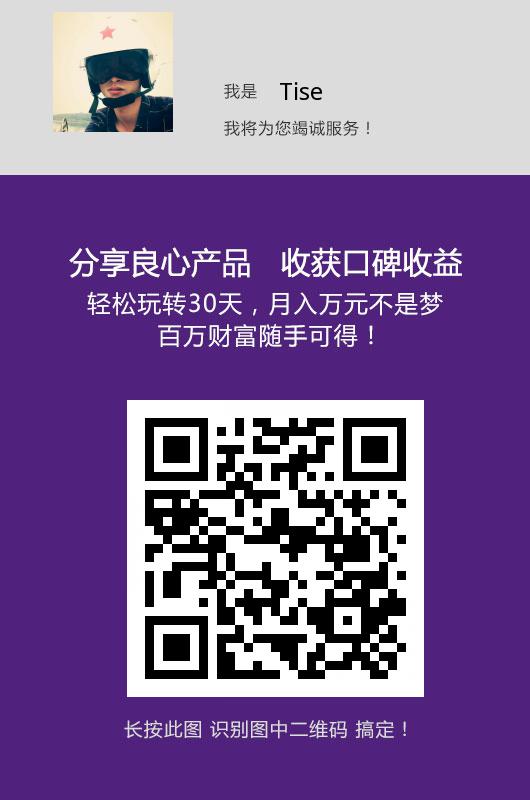 我是 Tise
我将为您竭诚服务！
分享良心产品 收获口碑收益
轻松玩转30天，月入万元不是梦
百万财富随手可得！
长按此图 识别图中二维码 搞定！